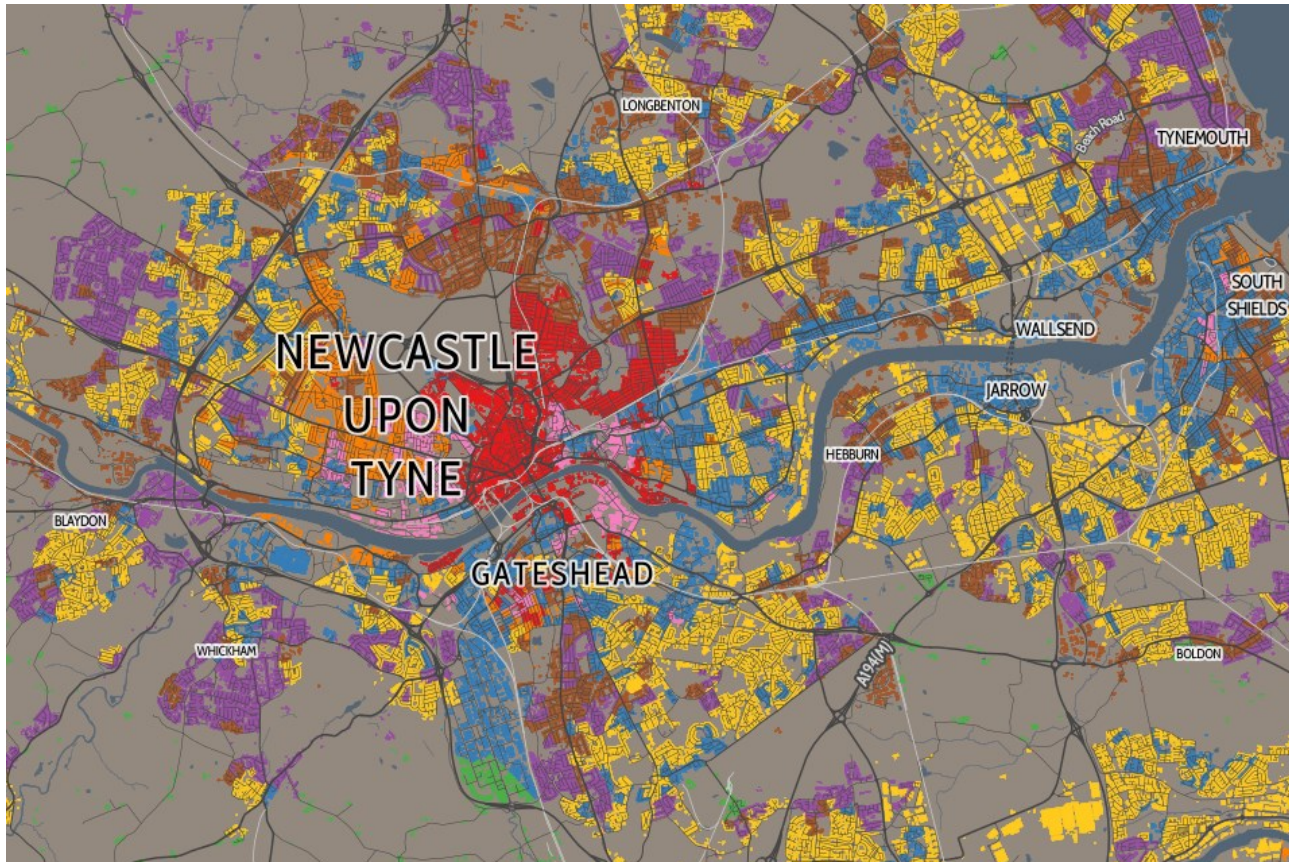 LONGBENTON
Beach Road
TYNEMOUTH
SOUTH
SHIELDS
NEWCASTLE
UPON
TYNE
WALLSEND
JARROW
HEBBURN
BLAYDON
GATESHEAD
WHICKHAM
A194(M)
BOLDON